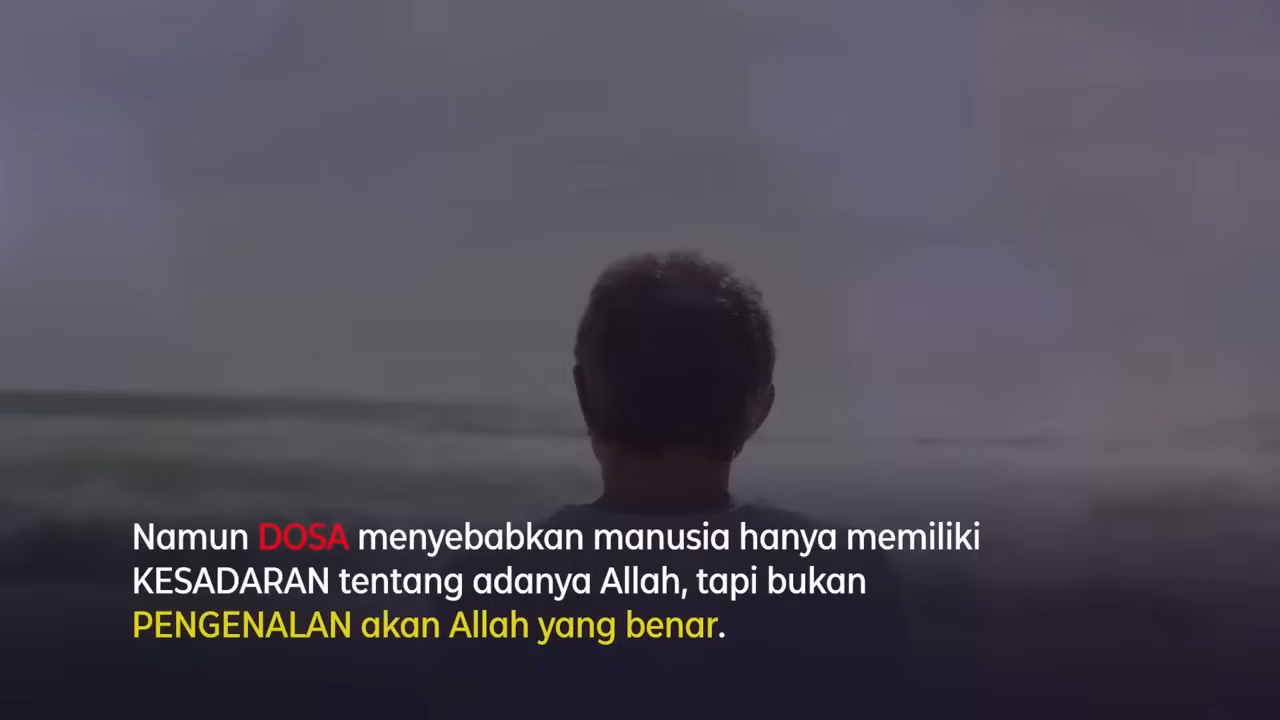 Namun DOSA menyebabkan manusia hanya memiliki
KESADARAN tentang adanya Allah, tapi bukan
PENGENALAN akan Allah yang benar.